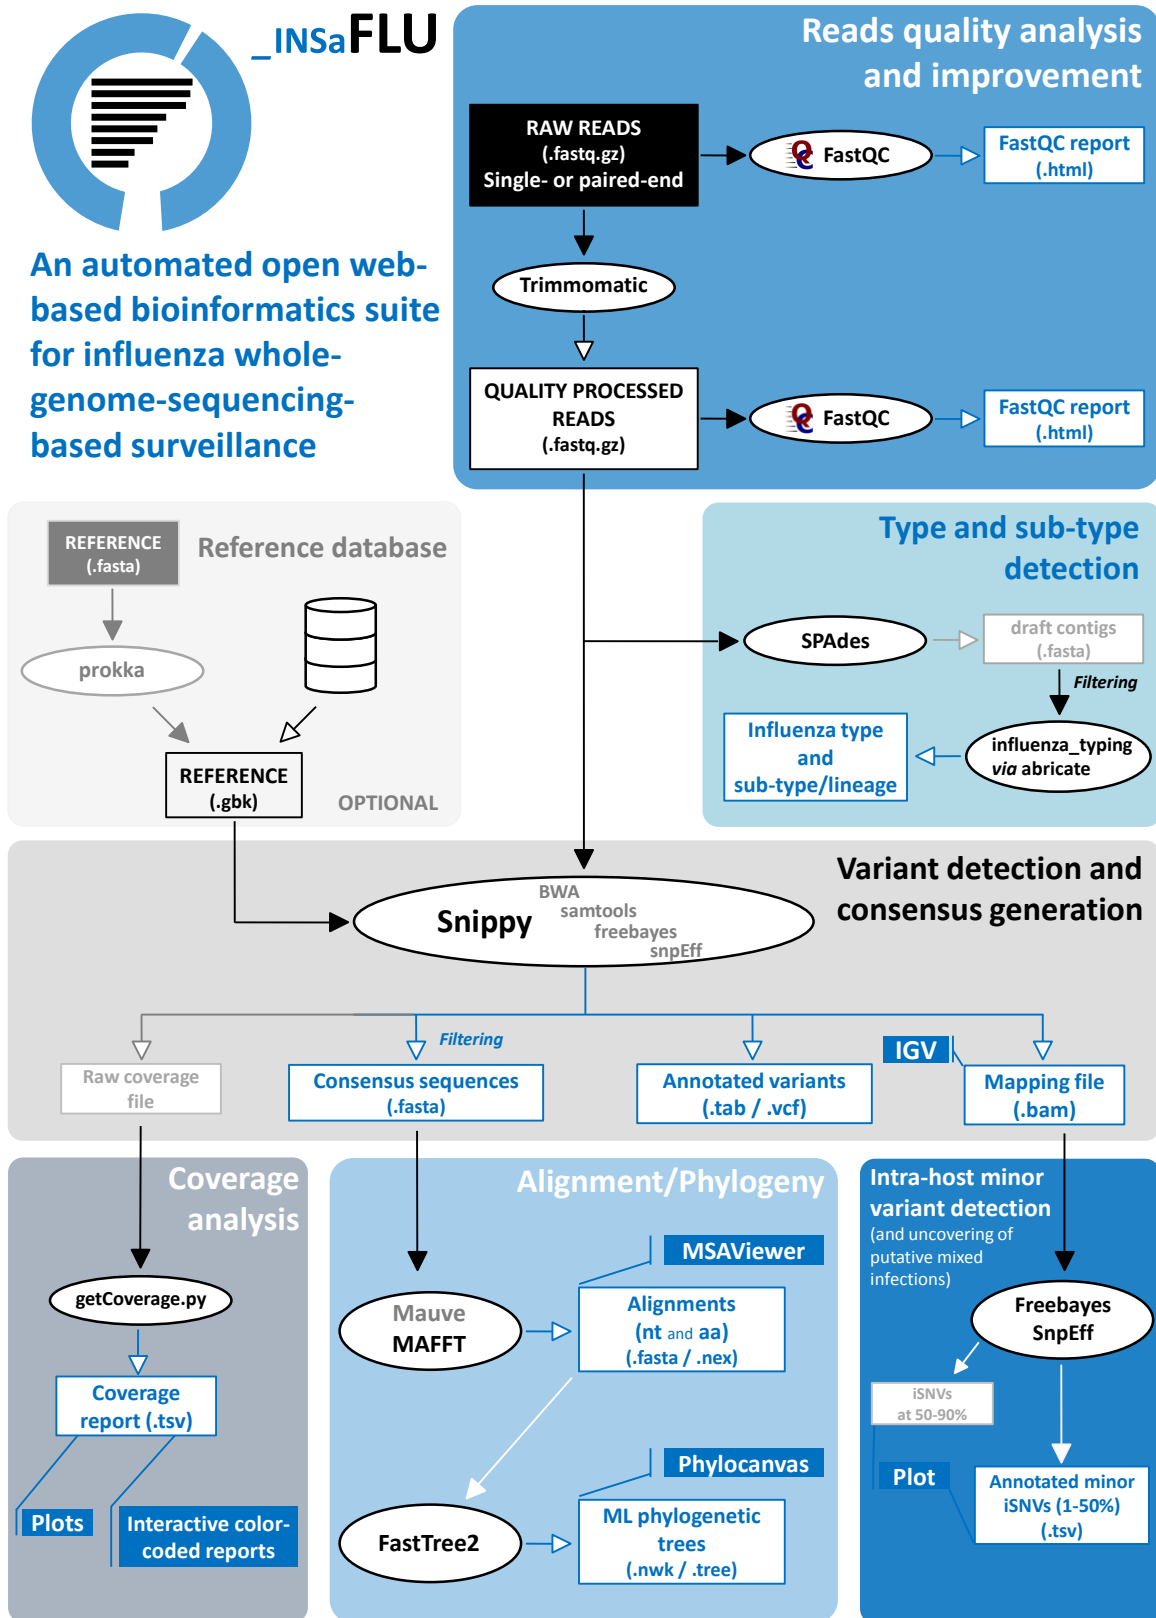 _INSaFLU
An automated open web-
based bioinformatics suite
for influenza whole-
genome-sequencing-
based surveillance
Reads quality analysis
and improvement
RAW READS
(.fastq.gz)
Single- or paired-end
FastQC
FastQC report
(.html)
Trimmomatic
QUALITY PROCESSED
READS
(.fastq.gz)
FastQC
FastQC report
(.html)
Reference database
REFERENCE
(.fasta)
prokka
REFERENCE
(.gbk)
OPTIONAL
Type and sub-type
detection
SPAdes
draft contigs
(.fasta)
Filtering
influenza_typing
via abricate
Influenza type
and
sub-type/lineage
Variant detection and
consensus generation
Snippy
BWA
samtools
freebayes
snpEff
Filtering
IGV
Raw coverage
file
Consensus sequences
(.fasta)
Annotated variants
(.tab / .vcf)
Mapping file
(.bam)
Coverage
analysis
getCoverage.py
Coverage
report (.tsv)
Plots
Interactive color-
coded reports
Alignment/Phylogeny
MSAViewer
Mauve
MAFFT
Alignments
(nt and aa)
(.fasta / .nex)
Phylocanvas
FastTree2
ML phylogenetic
trees
(.nwk / .tree)
Intra-host minor
variant detection
(and uncovering of
putative mixed
infections)
Freebayes
SnpEff
iSNVs
at 50-90%
Plot
Annotated minor
iSNVs (1-50%)
(.tsv)